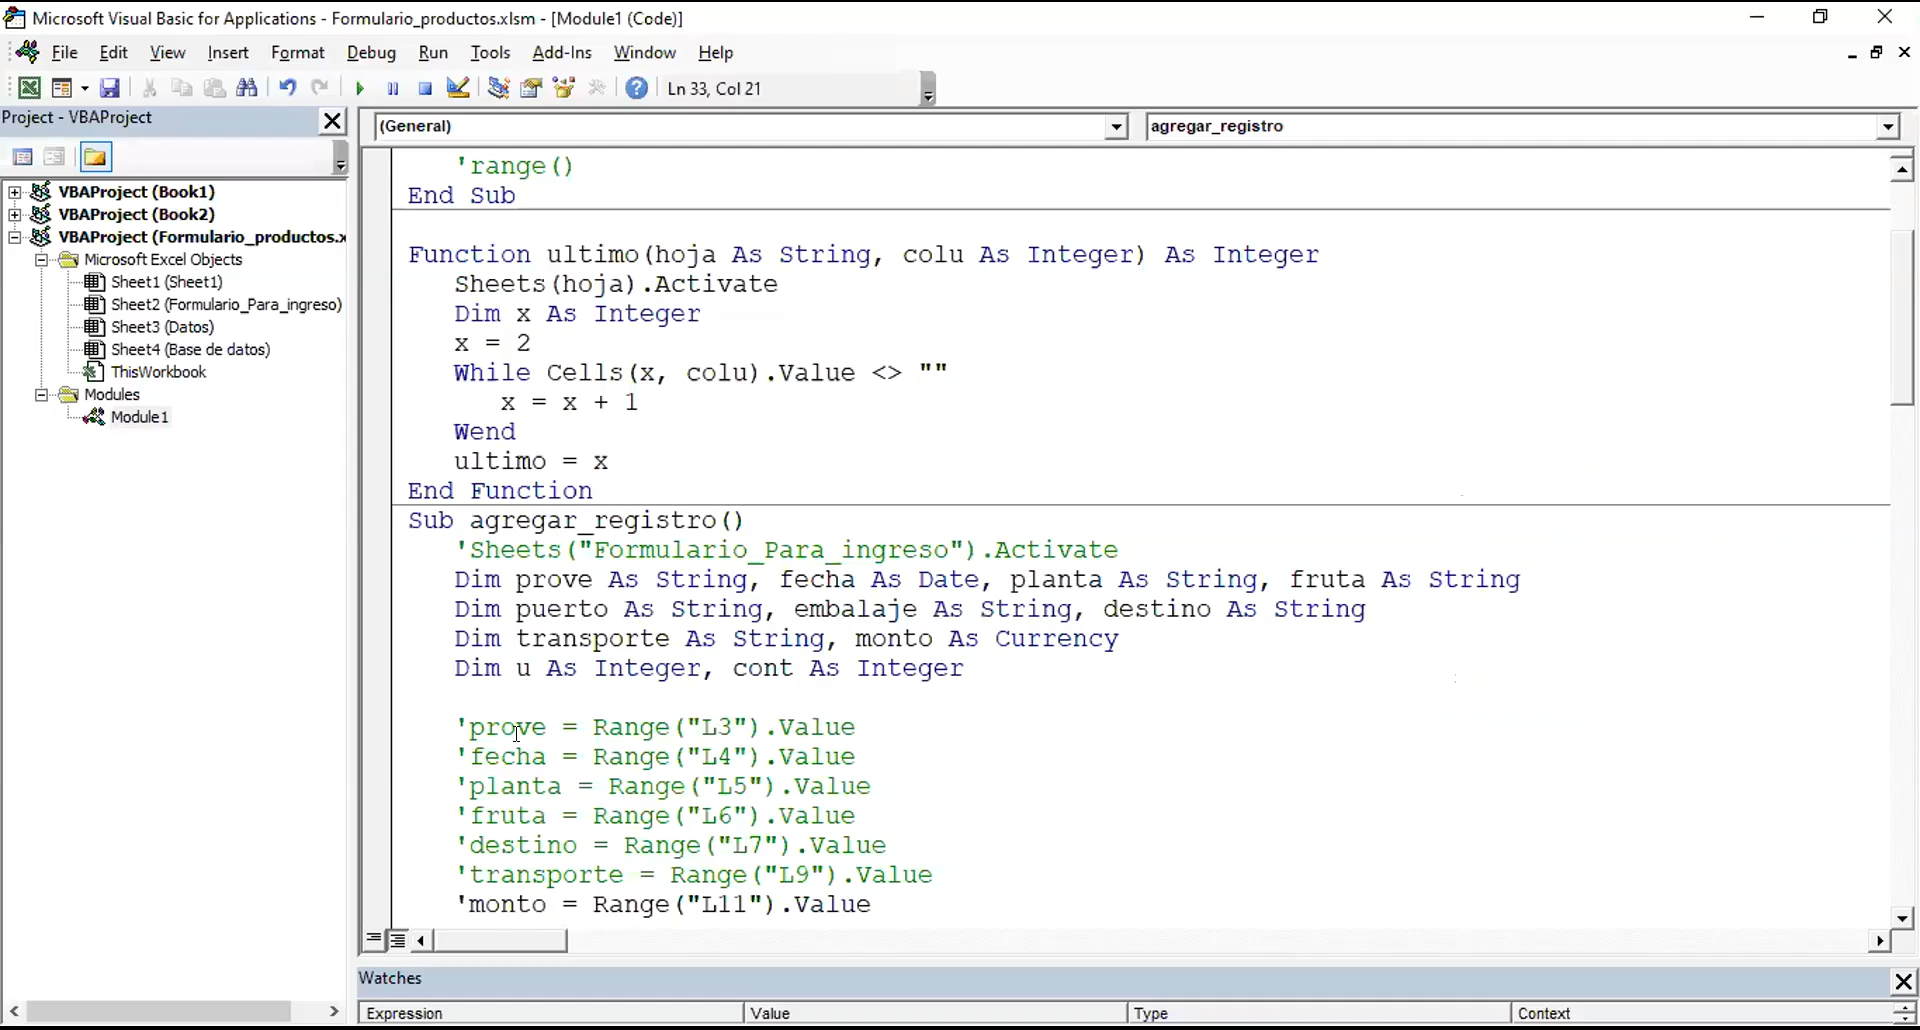 Microsoft Visual Basic for Applications - Formulario_productos.xlsm - [Module1 (Code)]
File Edit View Insert Format Debug Run Tools Add-Ins Window Help
Ln 33, Col 21
Project - VBAProject
VBAProject (Book1)
VBAProject (Book2)
VBAProject (Formulario_productos.x
Microsoft Excel Objects
Sheet1 (Sheet1)
Sheet2 (Formulario_Para_ingreso)
Sheet3 (Datos)
Sheet4 (Base de datos)
ThisWorkbook
Modules
Module1
(General)
agregar_registro
'range()
End Sub
Function ultimo(hoja As String, colu As Integer) As Integer
Sheets(hoja).Activate
Dim x As Integer
x = 2
While Cells(x, colu).Value <> ""
x = x + 1
Wend
ultimo = x
End Function
Sub agregar_registro()
'Sheets("Formulario_Para_ingreso").Activate
Dim prove As String, fecha As Date, planta As String, fruta As String
Dim puerto As String, embalaje As String, destino As String
Dim transporte As String, monto As Currency
Dim u As Integer, cont As Integer
'prove = Range("L3").Value
'fecha = Range("L4").Value
'planta = Range("L5").Value
'fruta = Range("L6").Value
'destino = Range("L7").Value
'transporte = Range("L9").Value
'monto = Range("L11").Value
Watches
Expression Value Type Context